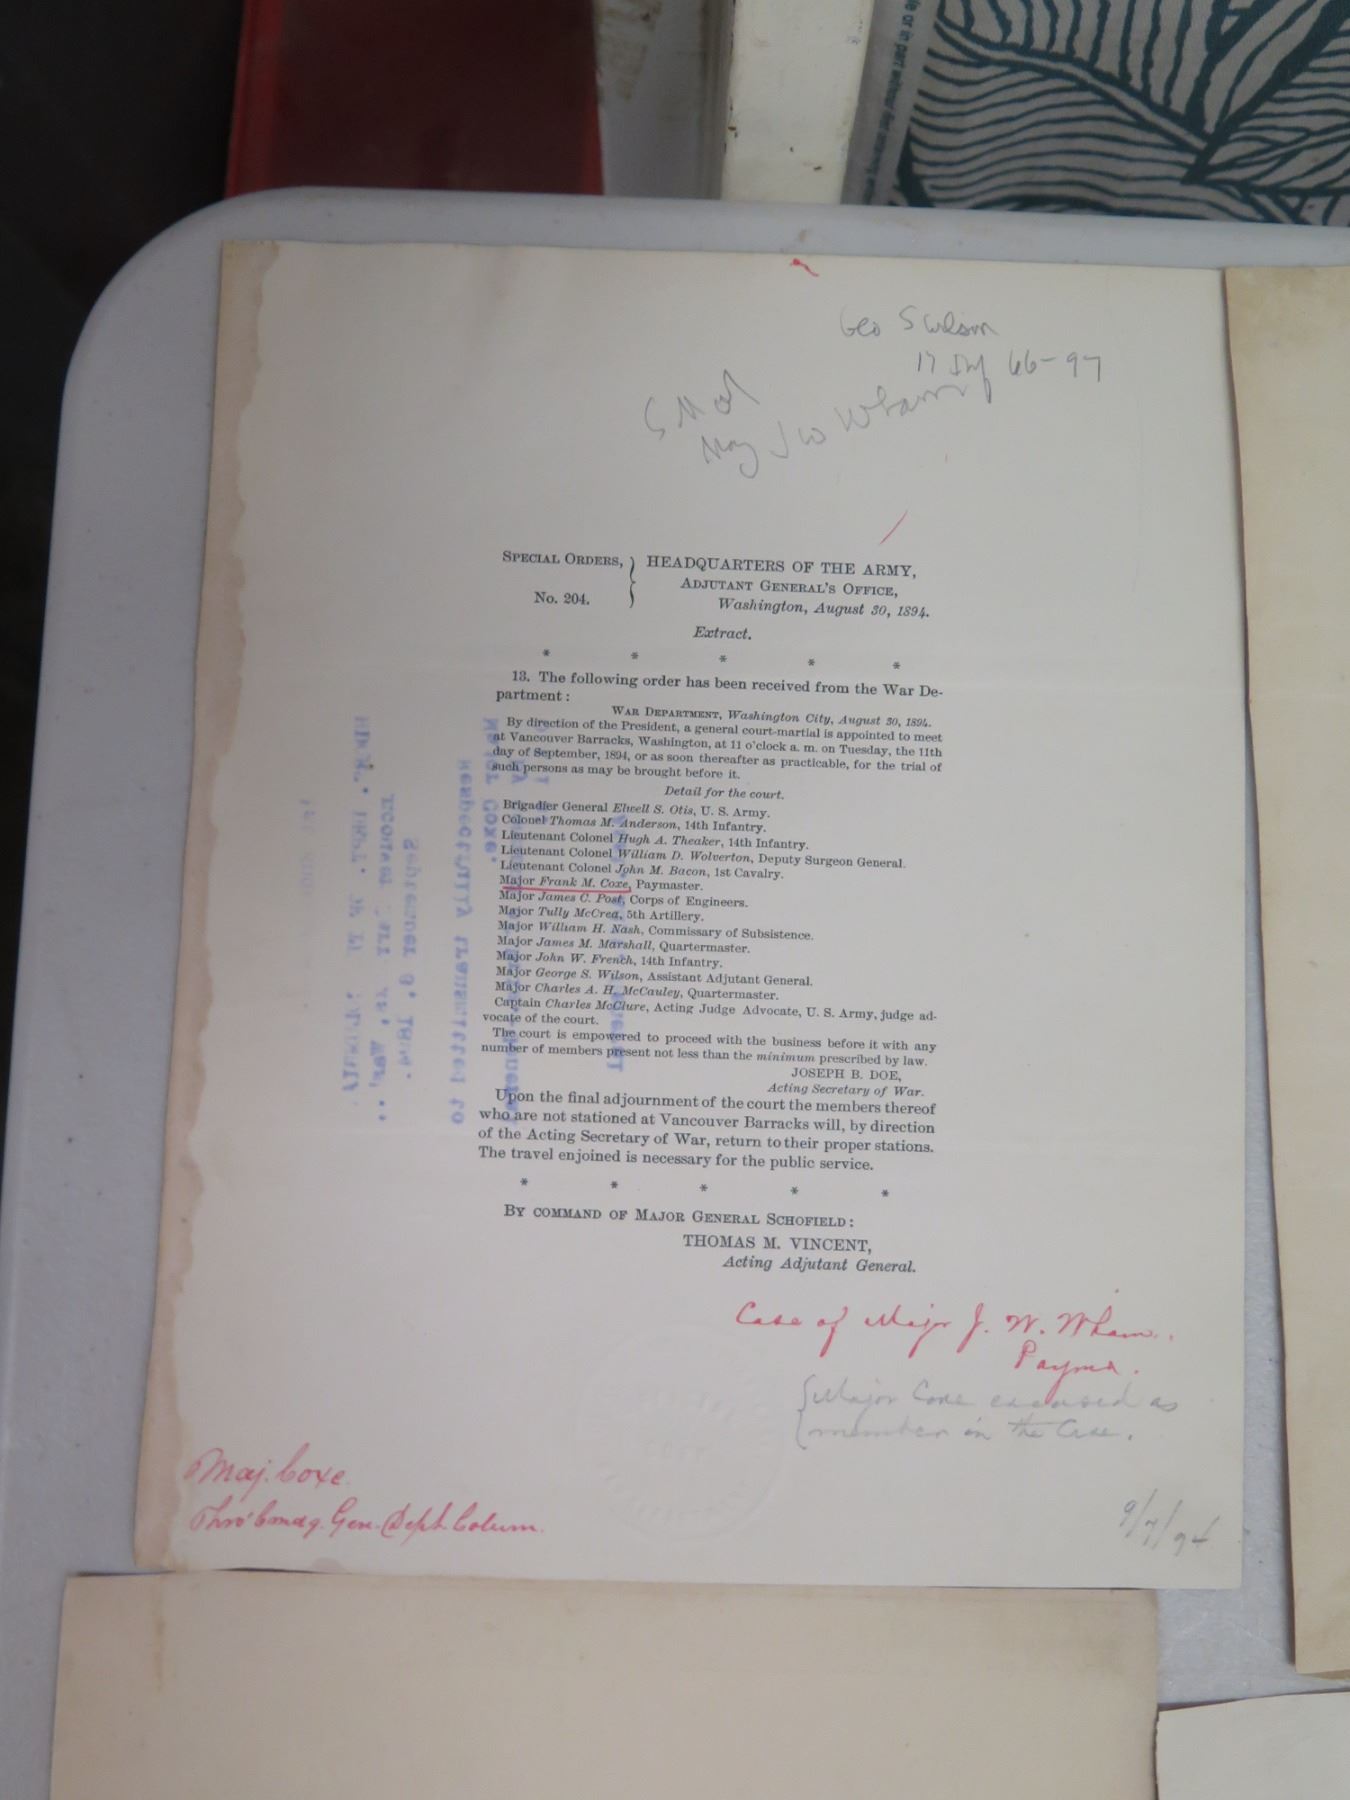 le or in part without
Geo S Wilson
17 Inf 66-97
Maj J W Wham
SPECIAL ORDERS,
No. 204.
HEADQUARTERS OF THE ARMY,
ADJUTANT GENERAL'S OFFICE,
Washington, August 30, 1894.
Extract.
* * * * *
13. The following order has been received from the War De-
partment:
WAR DEPARTMENT, Washington City, August 30, 1894.
By direction of the President, a general court-martial is appointed to meet
at Vancouver Barracks, Washington, at 11 o'clock a. m. on Tuesday, the 11th
day of September, 1894, or as soon thereafter as practicable, for the trial of
such persons as may be brought before it.
Detail for the court.
Brigadier General Elwell S. Otis, U. S. Army.
Colonel Thomas M. Anderson, 14th Infantry.
Lieutenant Colonel Hugh A. Theaker, 14th Infantry.
Lieutenant Colonel William D. Wolverton, Deputy Surgeon General.
Lieutenant Colonel John M. Bacon, 1st Cavalry.
Major Frank M. Coxe, Paymaster.
Major James C. Post, Corps of Engineers.
Major Tully McCrea, 5th Artillery.
Major William H. Nash, Commissary of Subsistence.
Major James M. Marshall, Quartermaster.
Major John W. French, 14th Infantry.
Major George S. Wilson, Assistant Adjutant General.
Major Charles A. H. McCauley, Quartermaster.
Captain Charles McClure, Acting Judge Advocate, U. S. Army, judge ad-
vocate of the court.
The court is empowered to proceed with the business before it with any
number of members present not less than the minimum prescribed by law.
JOSEPH B. DOE,
Acting Secretary of War.
Upon the final adjournment of the court the members thereof
who are not stationed at Vancouver Barracks will, by direction
of the Acting Secretary of War, return to their proper stations.
The travel enjoined is necessary for the public service.
* * * * *
BY COMMAND OF MAJOR GENERAL SCHOFIELD:
THOMAS M. VINCENT,
Acting Adjutant General.
Case of Major J. W. Wham.
Paymr.
Major Coxe excused as
member in the Case.
Maj. Coxe
Thro' Comdg. Gen. Dept. Colum.
9/7/94